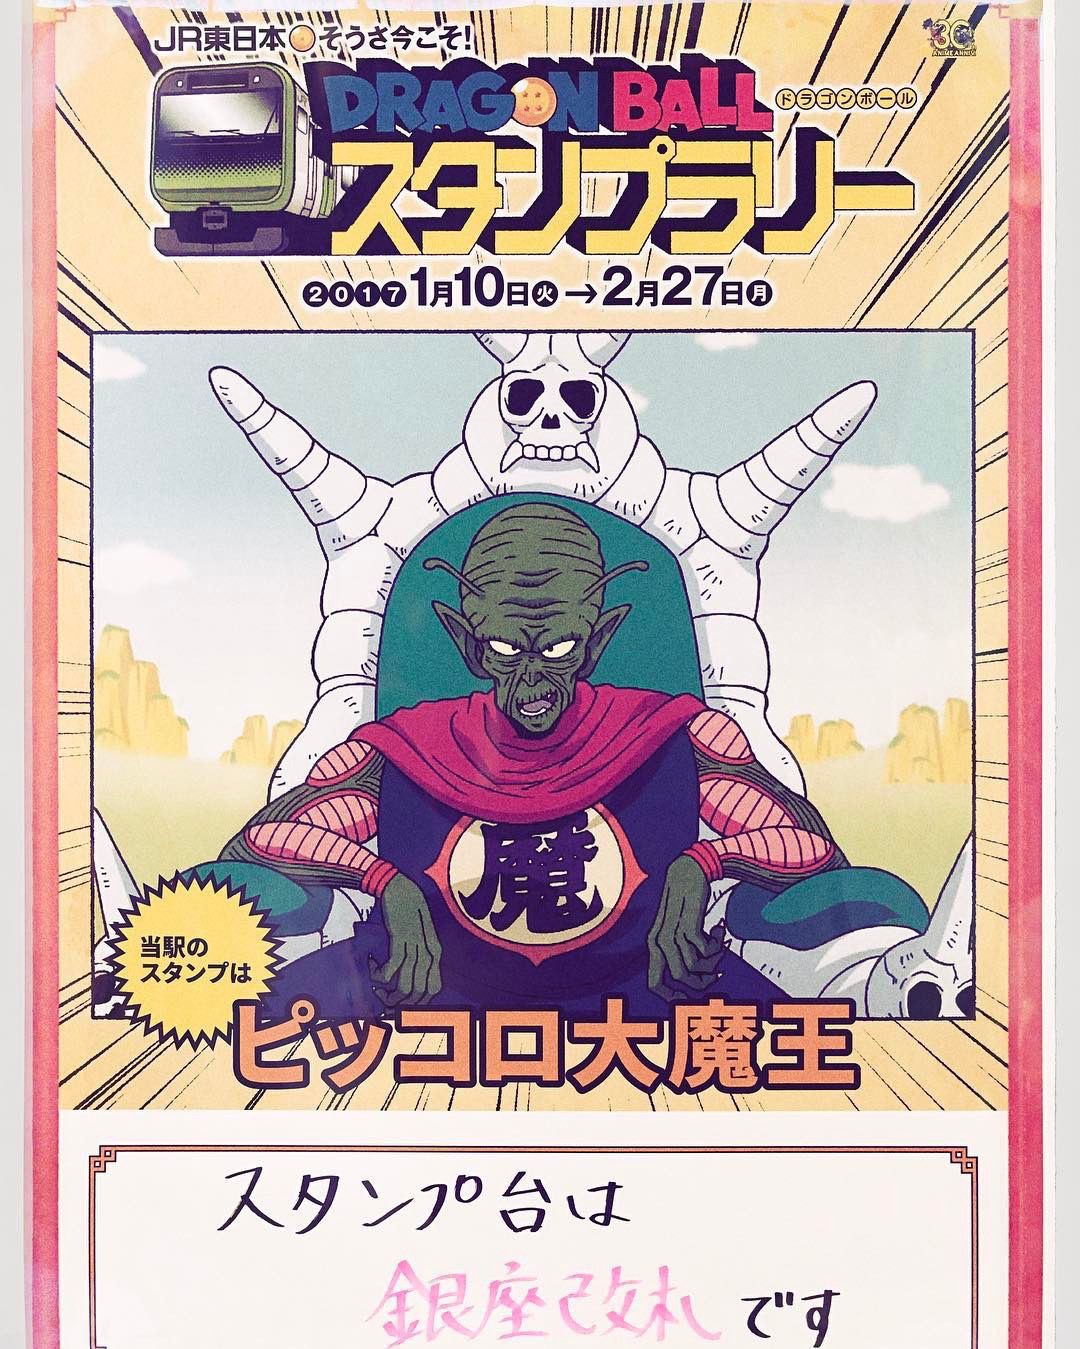 JR東日本 そうさ今こそ!
DRAGON BALL ドラゴンボール
スタンプラリー
2017 1月10日火→2月27日月
魔
当駅の
スタンプは
ピッコロ大魔王
スタンプ台は
銀座改札です